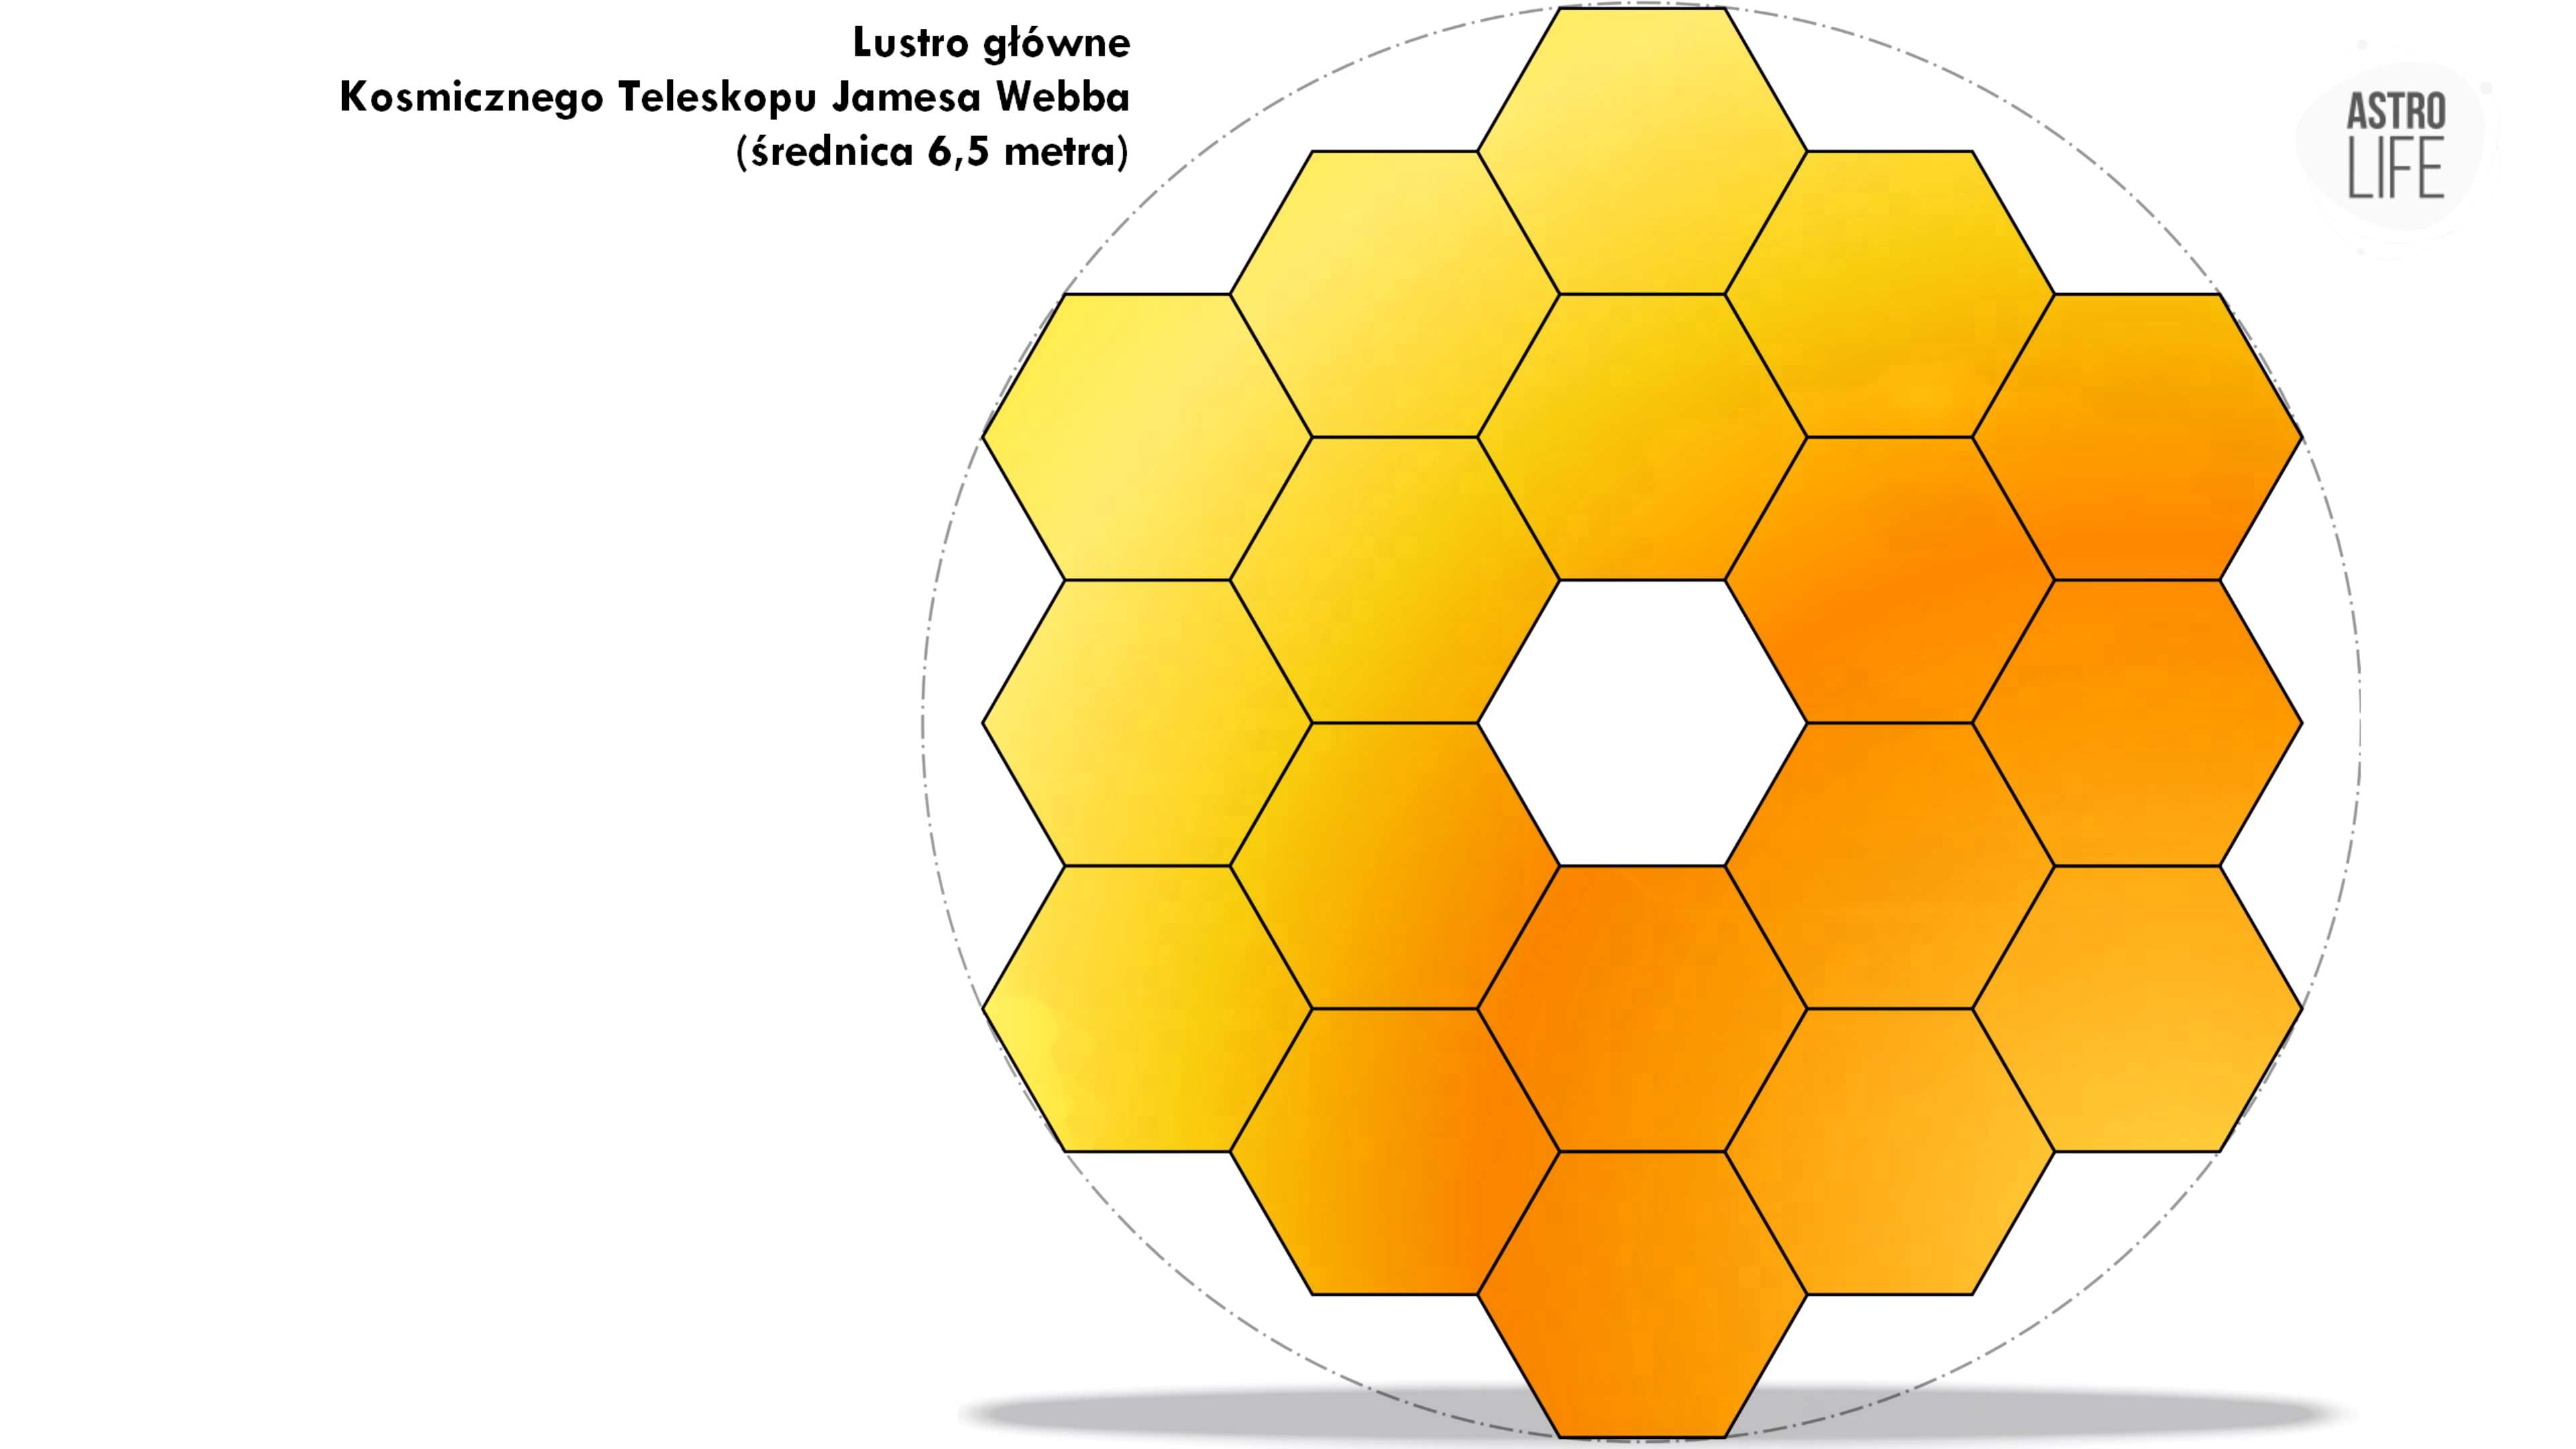 Lustro główne
Kosmicznego Teleskopu Jamesa Webba
(średnica 6,5 metra)
ASTRO
LIFE